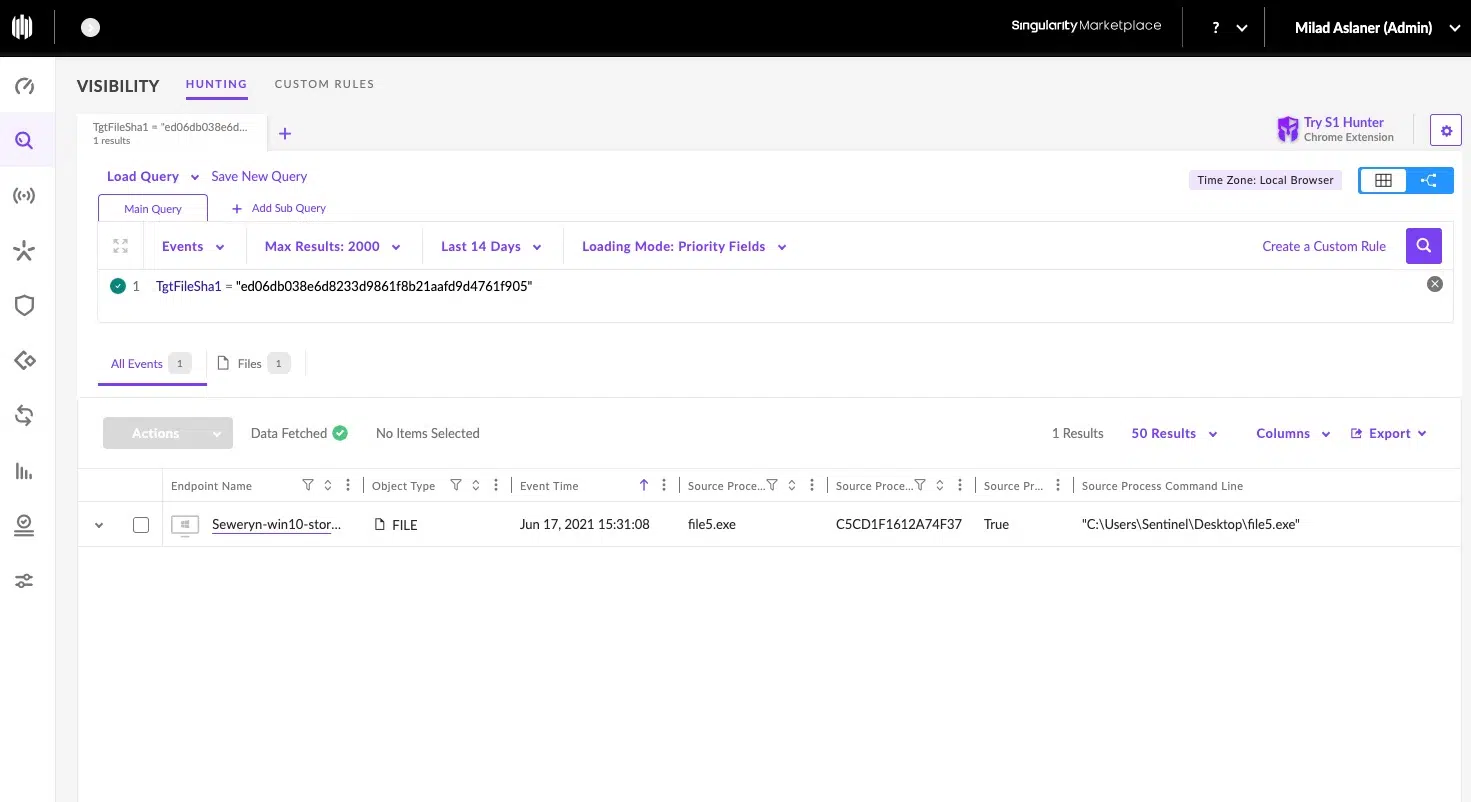 SingularityMarketplace ? Milad Aslaner (Admin)
VISIBILITY HUNTING CUSTOM RULES
TgtFileSha1 = "ed06db038e6d...
1 results
+
Try S1 Hunter
Chrome Extension
Load Query Save New Query
Time Zone: Local Browser
Main Query + Add Sub Query
Events Max Results: 2000 Last 14 Days Loading Mode: Priority Fields Create a Custom Rule
1 TgtFileSha1 = "ed06db038e6d8233d9861f8b21aafd9d4761f905"
All Events 1 Files 1
Actions Data Fetched No Items Selected 1 Results 50 Results Columns Export
Endpoint Name Object Type Event Time Source Proce... Source Proce... Source Pr... Source Process Command Line
Seweryn-win10-stor... FILE Jun 17, 2021 15:31:08 file5.exe C5CD1F1612A74F37 True "C:\Users\Sentinel\Desktop\file5.exe"